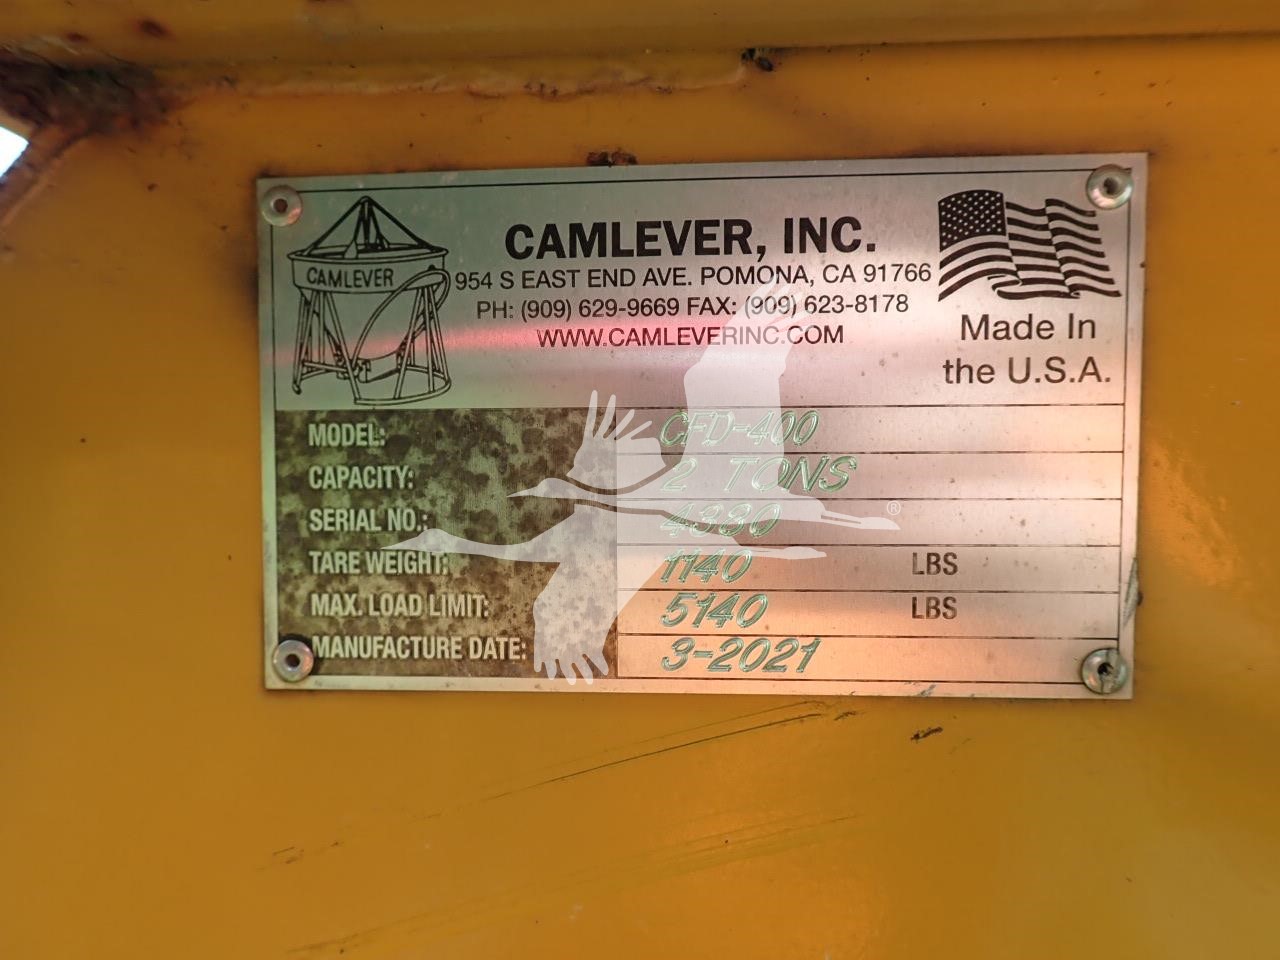 CAMLEVER
CAMLEVER, INC.
954 S EAST END AVE. POMONA, CA 91766
PH: (909) 629-9669 FAX: (909) 623-8178
WWW.CAMLEVERINC.COM
Made In
the U.S.A.
MODEL: CFD-400
CAPACITY: 2 TONS
SERIAL NO.: 4380
TARE WEIGHT: 1140 LBS
MAX. LOAD LIMIT: 5140 LBS
MANUFACTURE DATE: 3-2021
®